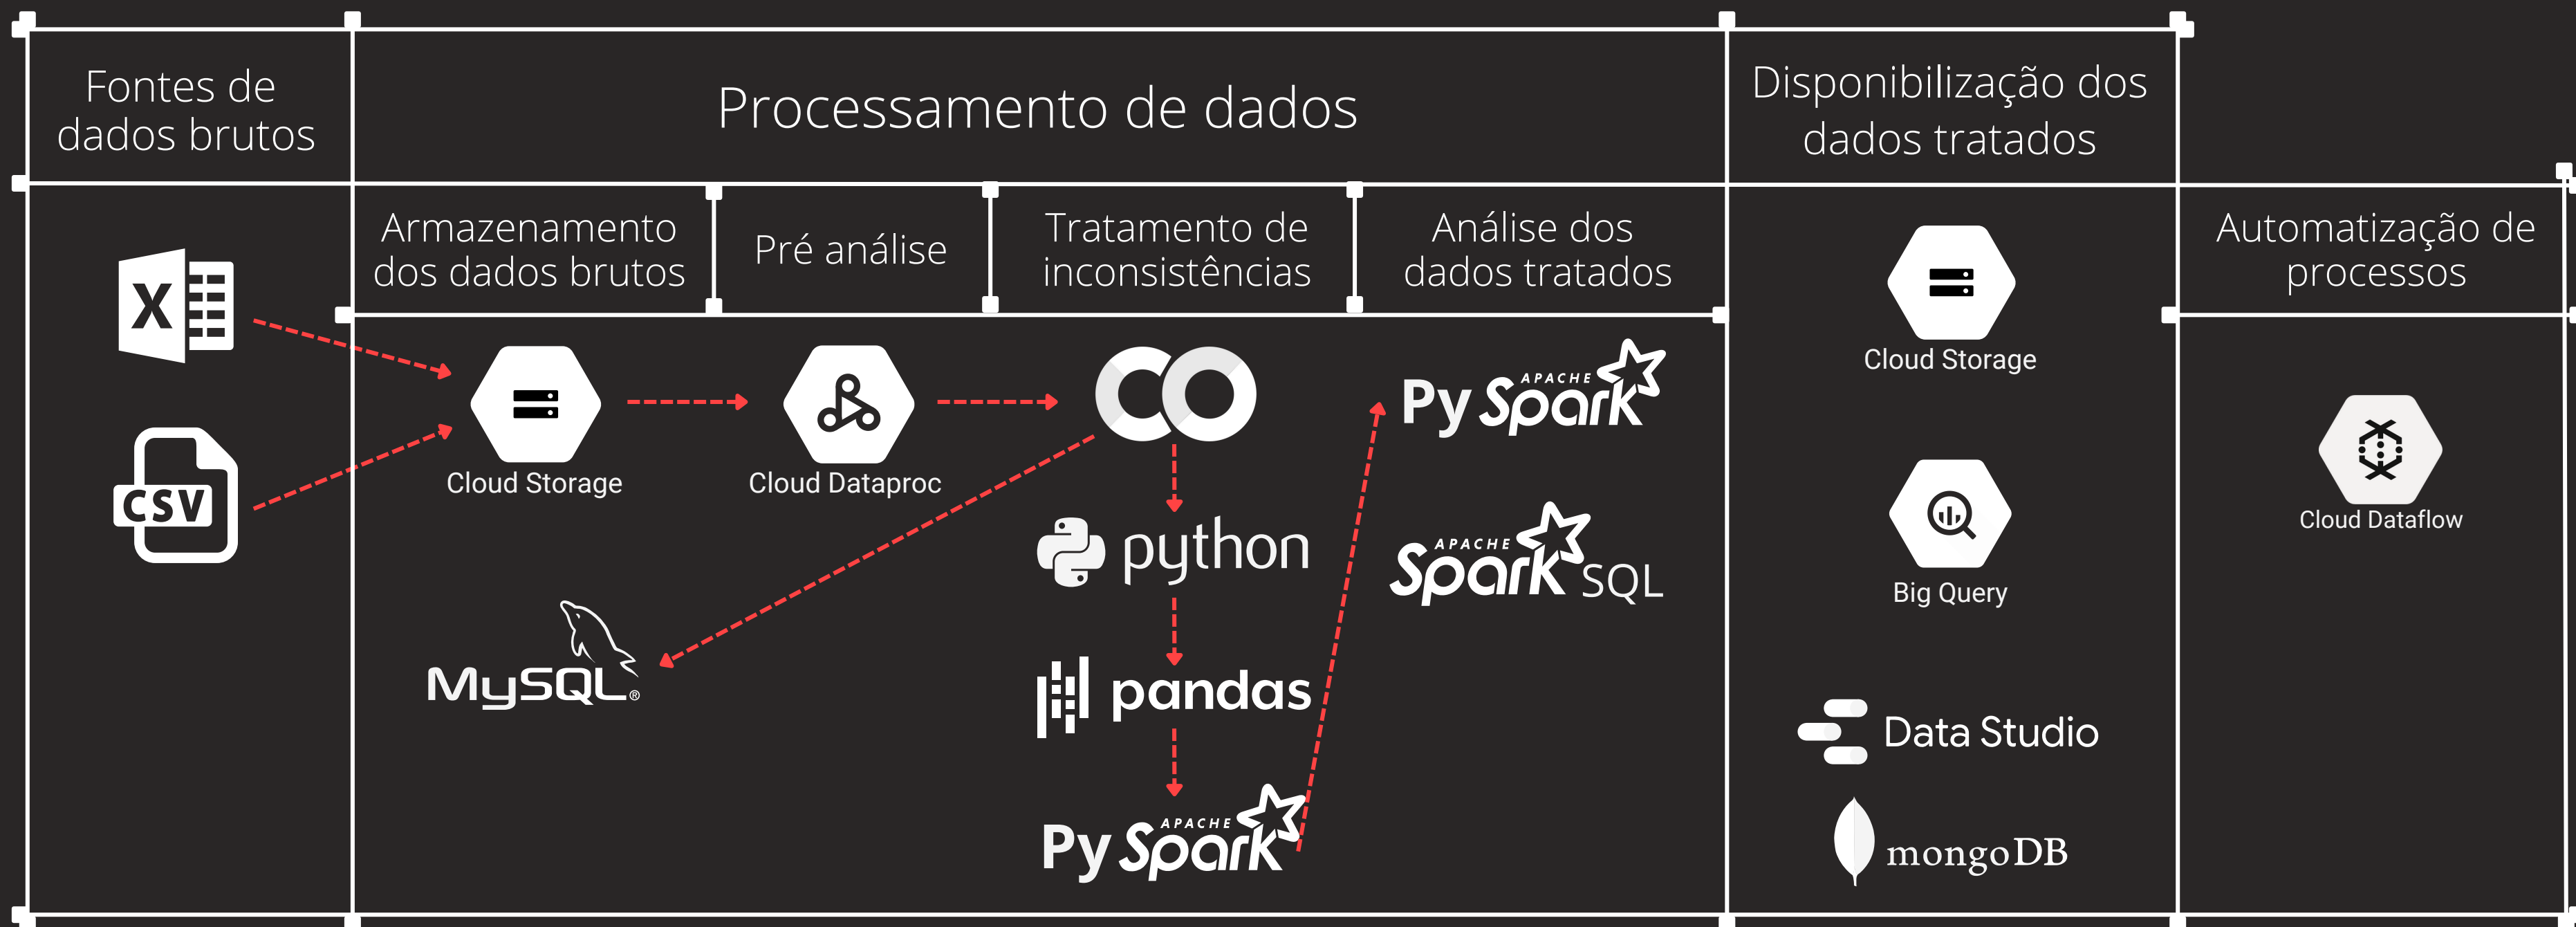 Fontes de
dados brutos
Processamento de dados
Disponibilização dos
dados tratados
Armazenamento
dos dados brutos
Pré análise
Tratamento de
inconsistências
Análise dos
dados tratados
Automatização de
processos
X
CSV
Cloud Storage
MySQL®
Cloud Dataproc
python
pandas
Py APACHE Spark
Py APACHE Spark
APACHE Spark SQL
Cloud Storage
Big Query
Data Studio
mongoDB
Cloud Dataflow